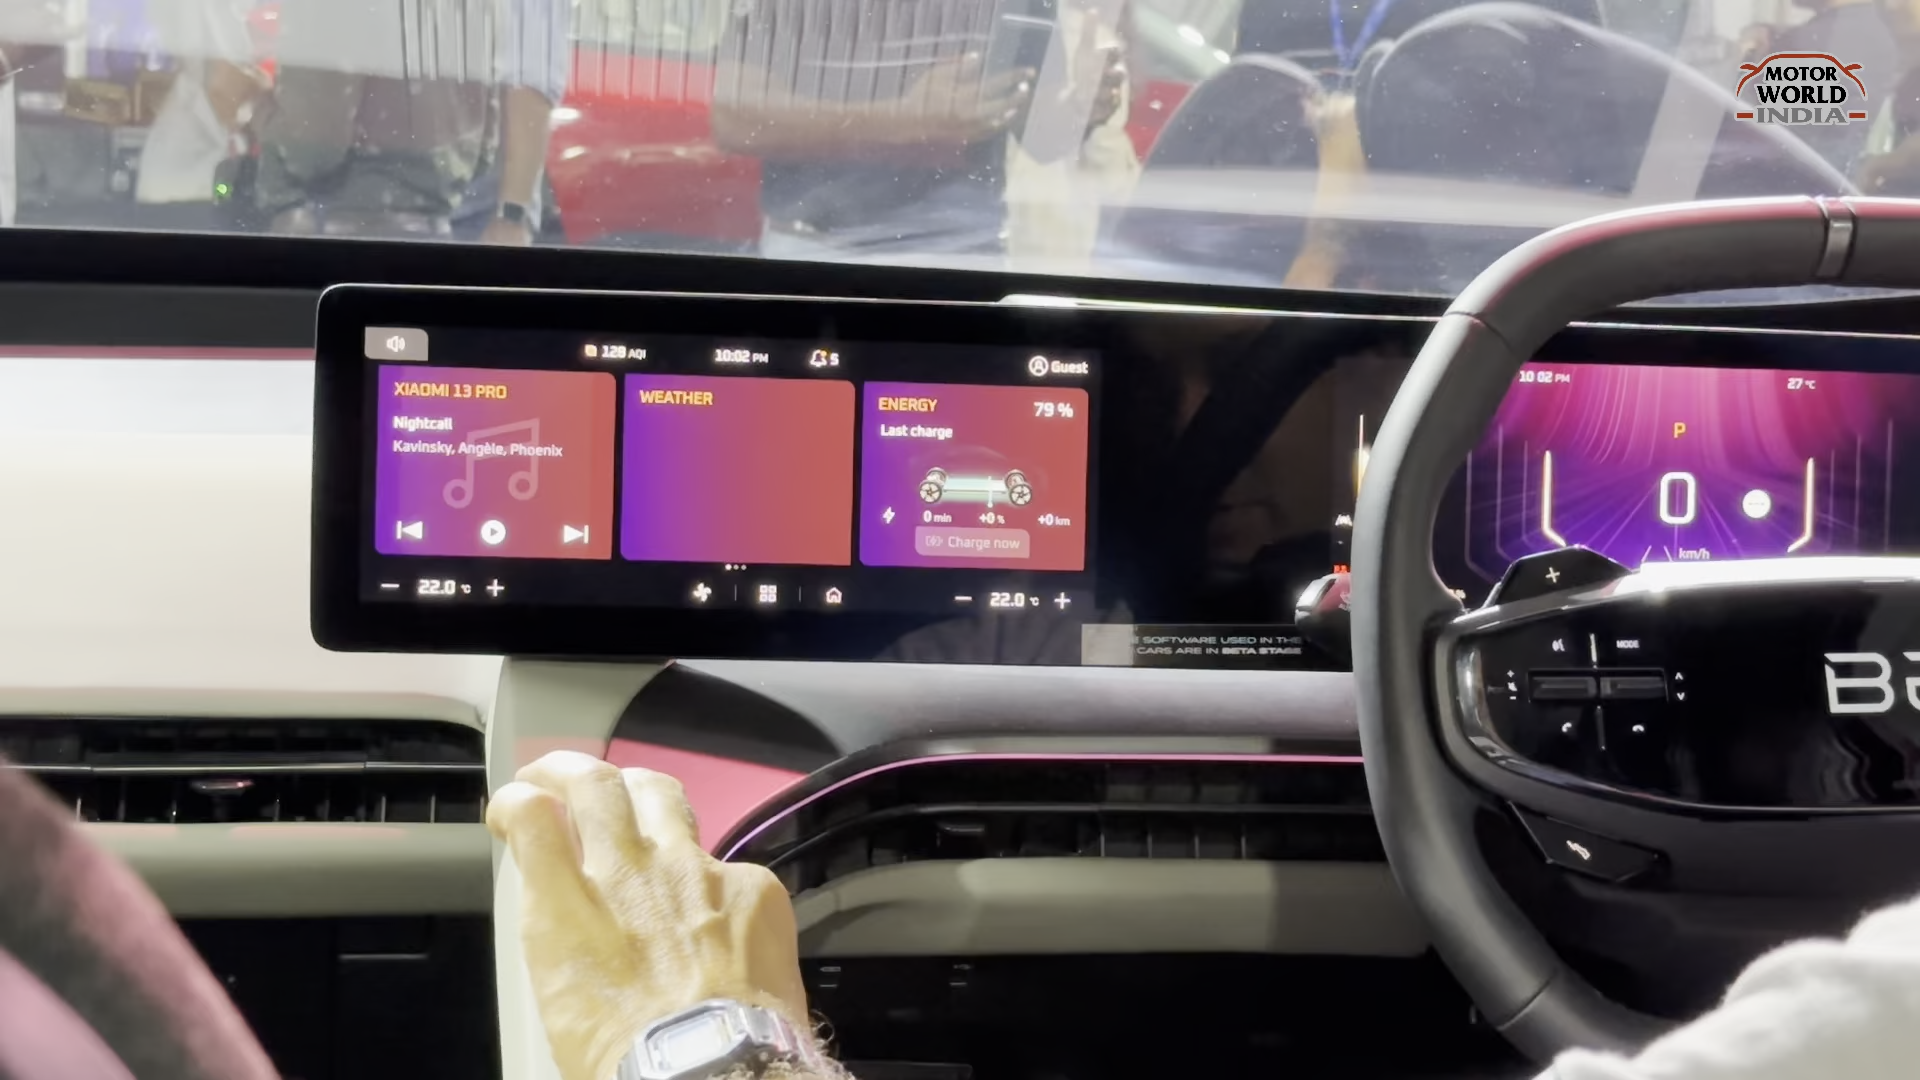 MOTOR
WORLD
INDIA
128 AQI
10:02 PM
5
Guest
XIAOMI 13 PRO
Nightcall
Kavinsky, Angèle, Phoenix
WEATHER
ENERGY
79 %
Last charge
0 min
+0 %
+0 km
Charge now
22.0 °C
22.0 °C
SOFTWARE USED IN THE
CARS ARE IN BETA STAGE
10 02 PM
27 °C
P
0
km/h
MODE